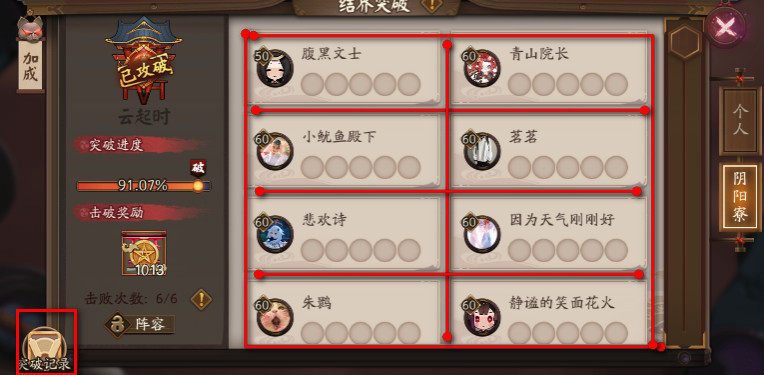 结界突破
加成
已攻破
云起时
突破进度
破
91.07%
击破奖励
1013
击败次数: 6/6
阵容
突破记录
60
腹黑文士
60
青山院长
60
小鱿鱼殿下
60
茗茗
60
悲欢诗
60
因为天气刚刚好
60
朱鹮
60
静谧的笑面花火
个人
阴阳寮